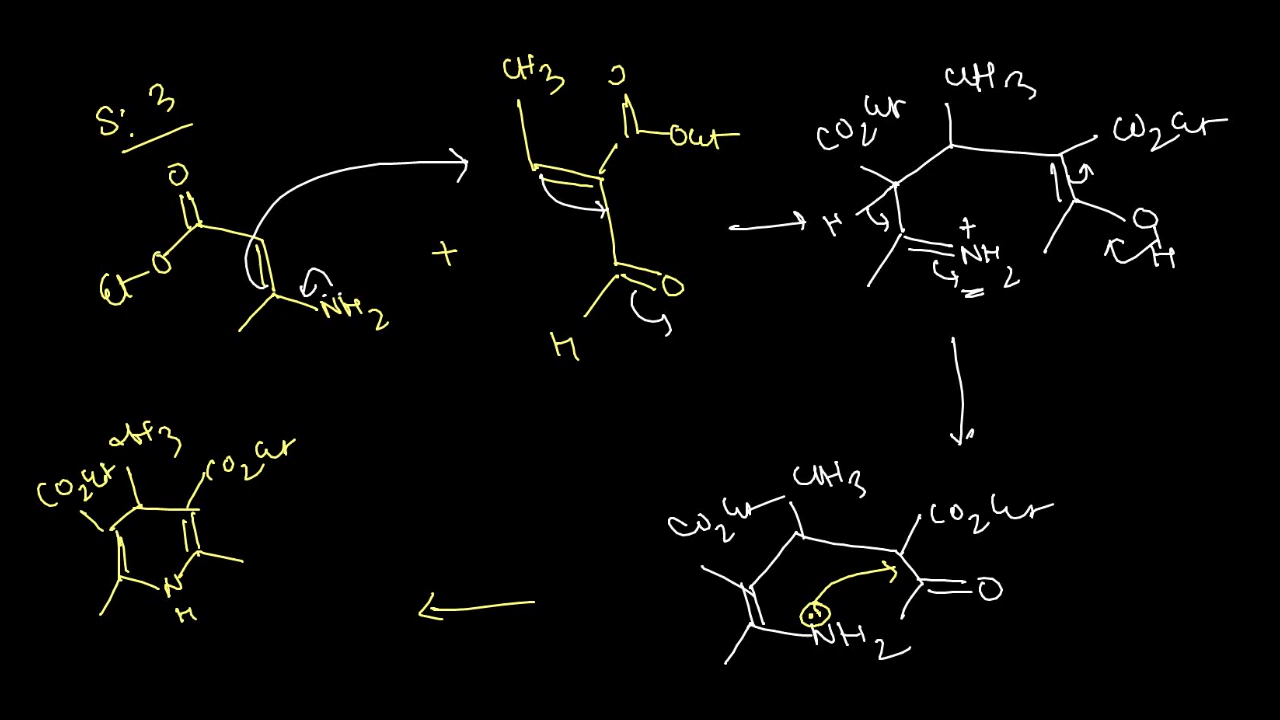 S: 3
O
O
Et
NH2
+
CH3
O
OEt
O
H
CO2Et
CH3
CO2Et
H
+
NH2
O
H
CO2Et
CH3
CO2Et
O
NH2
CO2Et
CH3
CO2Et
N
H